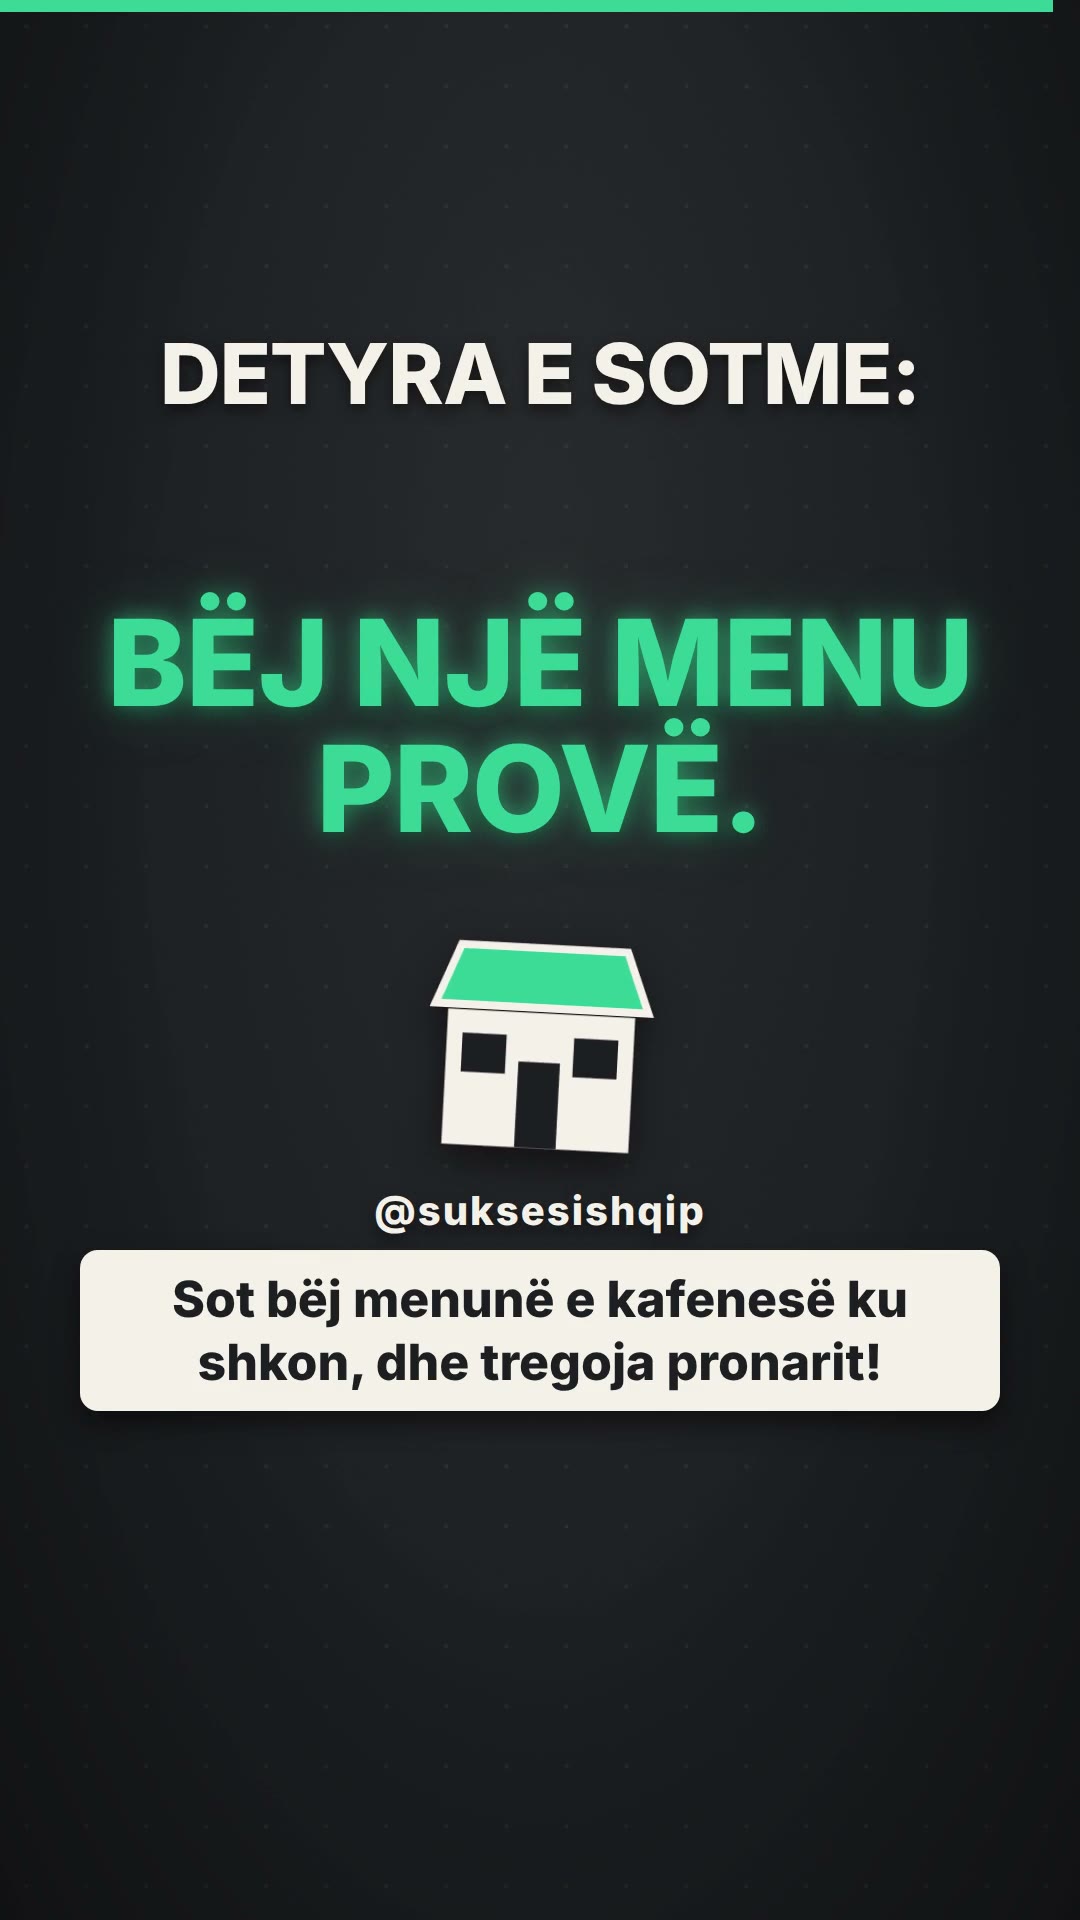 DETYRA E SOTME:
BËJ NJË MENU
PROVË.
@suksesishqip
Sot bëj menunë e kafenesë ku
shkon, dhe tregoja pronarit!